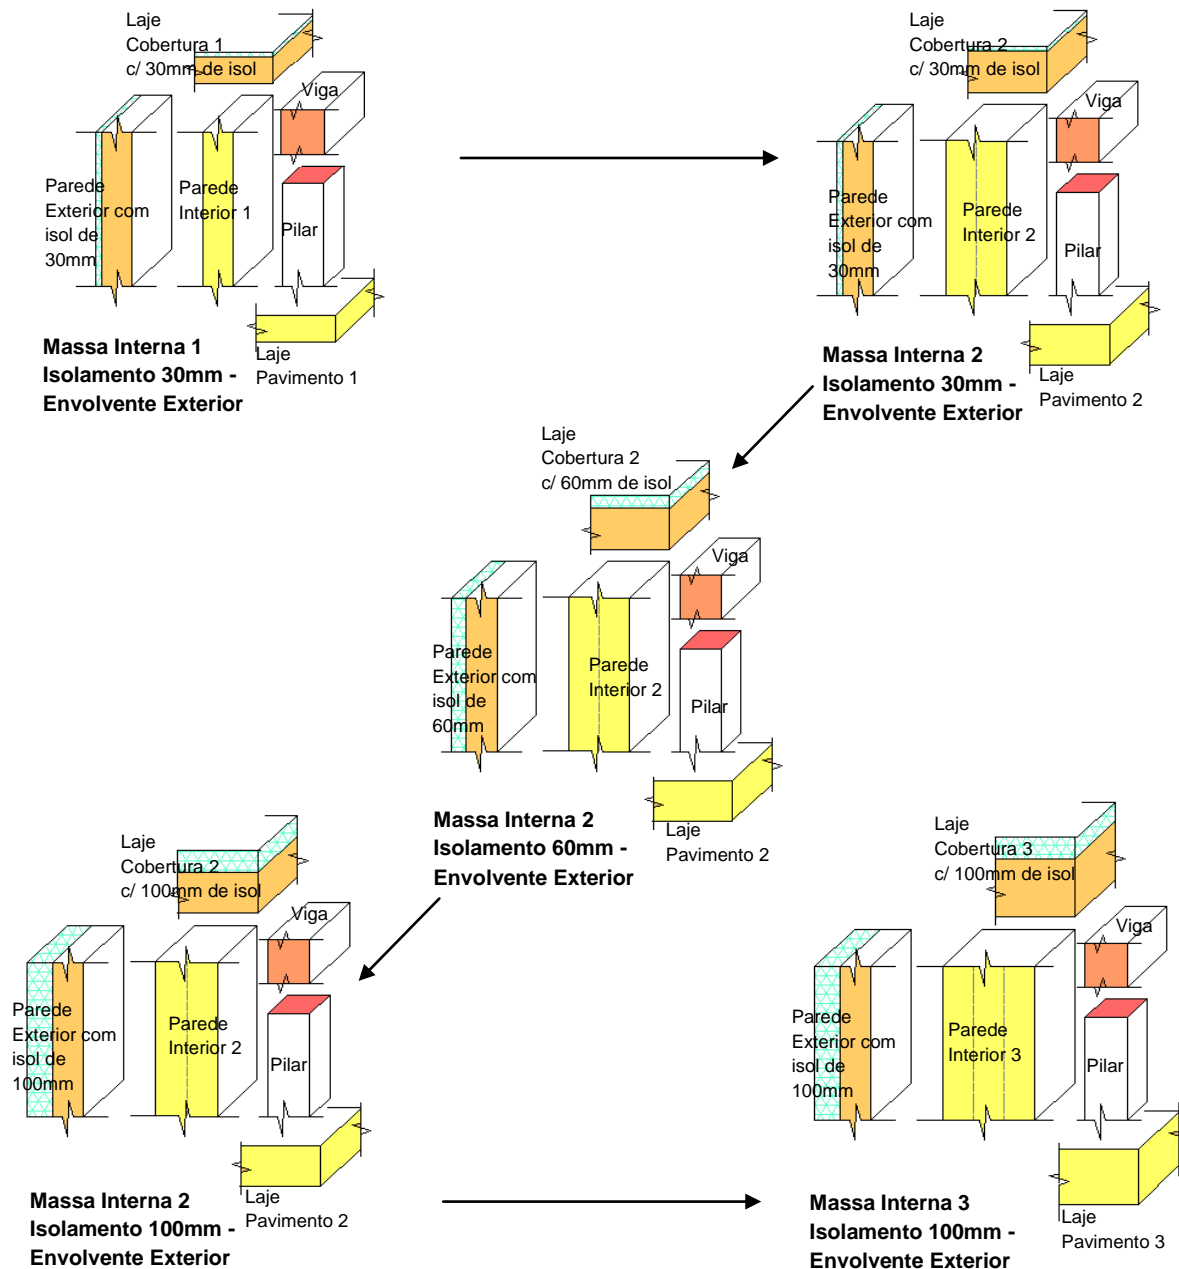 Laje
Cobertura 1
c/ 30mm de isol
Viga
Parede
Exterior com
isol de
30mm
Parede
Interior 1
Pilar
Laje
Pavimento 1
Massa Interna 1
Isolamento 30mm -
Envolvente Exterior
Laje
Cobertura 2
c/ 30mm de isol
Viga
Parede
Exterior com
isol de
30mm
Parede
Interior 2
Pilar
Laje
Pavimento 2
Massa Interna 2
Isolamento 30mm -
Envolvente Exterior
Laje
Cobertura 2
c/ 60mm de isol
Viga
Parede
Exterior com
isol de
60mm
Parede
Interior 2
Pilar
Laje
Pavimento 2
Massa Interna 2
Isolamento 60mm -
Envolvente Exterior
Laje
Cobertura 2
c/ 100mm de isol
Viga
Parede
Exterior com
isol de
100mm
Parede
Interior 2
Pilar
Laje
Pavimento 2
Massa Interna 2
Isolamento 100mm -
Envolvente Exterior
Laje
Cobertura 3
c/ 100mm de isol
Viga
Parede
Exterior com
isol de
100mm
Parede
Interior 3
Pilar
Laje
Pavimento 3
Massa Interna 3
Isolamento 100mm -
Envolvente Exterior